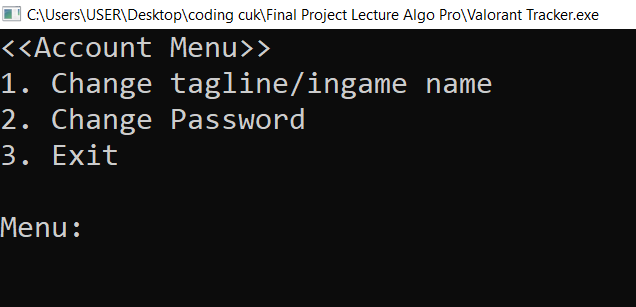 C:\Users\USER\Desktop\coding cuk\Final Project Lecture Algo Pro\Valorant Tracker.exe
<<Account Menu>>
1. Change tagline/ingame name
2. Change Password
3. Exit
Menu: